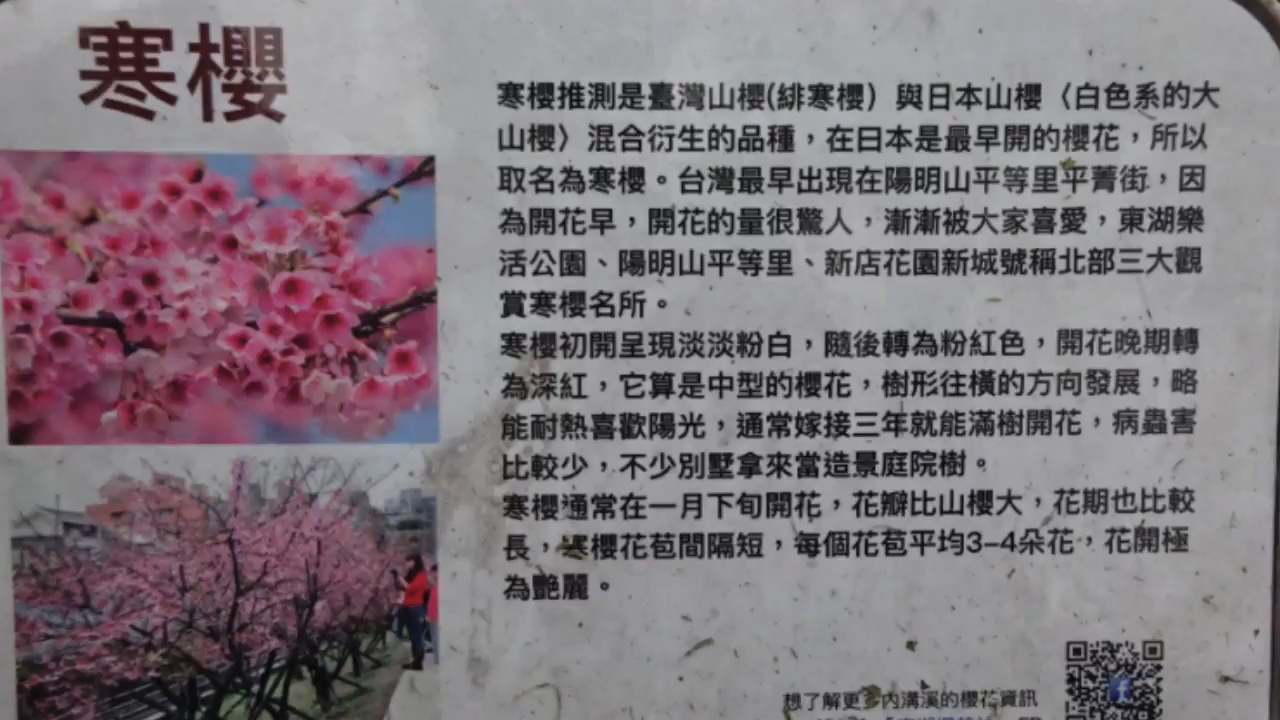 寒櫻
寒櫻推測是臺灣山櫻(緋寒櫻）與日本山櫻〈白色系的大
山櫻〉混合衍生的品種，在日本是最早開的櫻花，所以
取名為寒櫻。台灣最早出現在陽明山平等里平菁街，因
為開花早，開花的量很驚人，漸漸被大家喜愛，東湖樂
活公園、陽明山平等里、新店花園新城號稱北部三大觀
賞寒櫻名所。
寒櫻初開呈現淡淡粉白，隨後轉為粉紅色，開花晚期轉
為深紅，它算是中型的櫻花，樹形往橫的方向發展，略
能耐熱喜歡陽光，通常嫁接三年就能滿樹開花，病蟲害
比較少，不少別墅拿來當造景庭院樹。
寒櫻通常在一月下旬開花，花瓣比山櫻大，花期也比較
長，寒櫻花苞間隔短，每個花苞平均3-4朵花，花開極
為艷麗。
想了解更多內溝溪的櫻花資訊